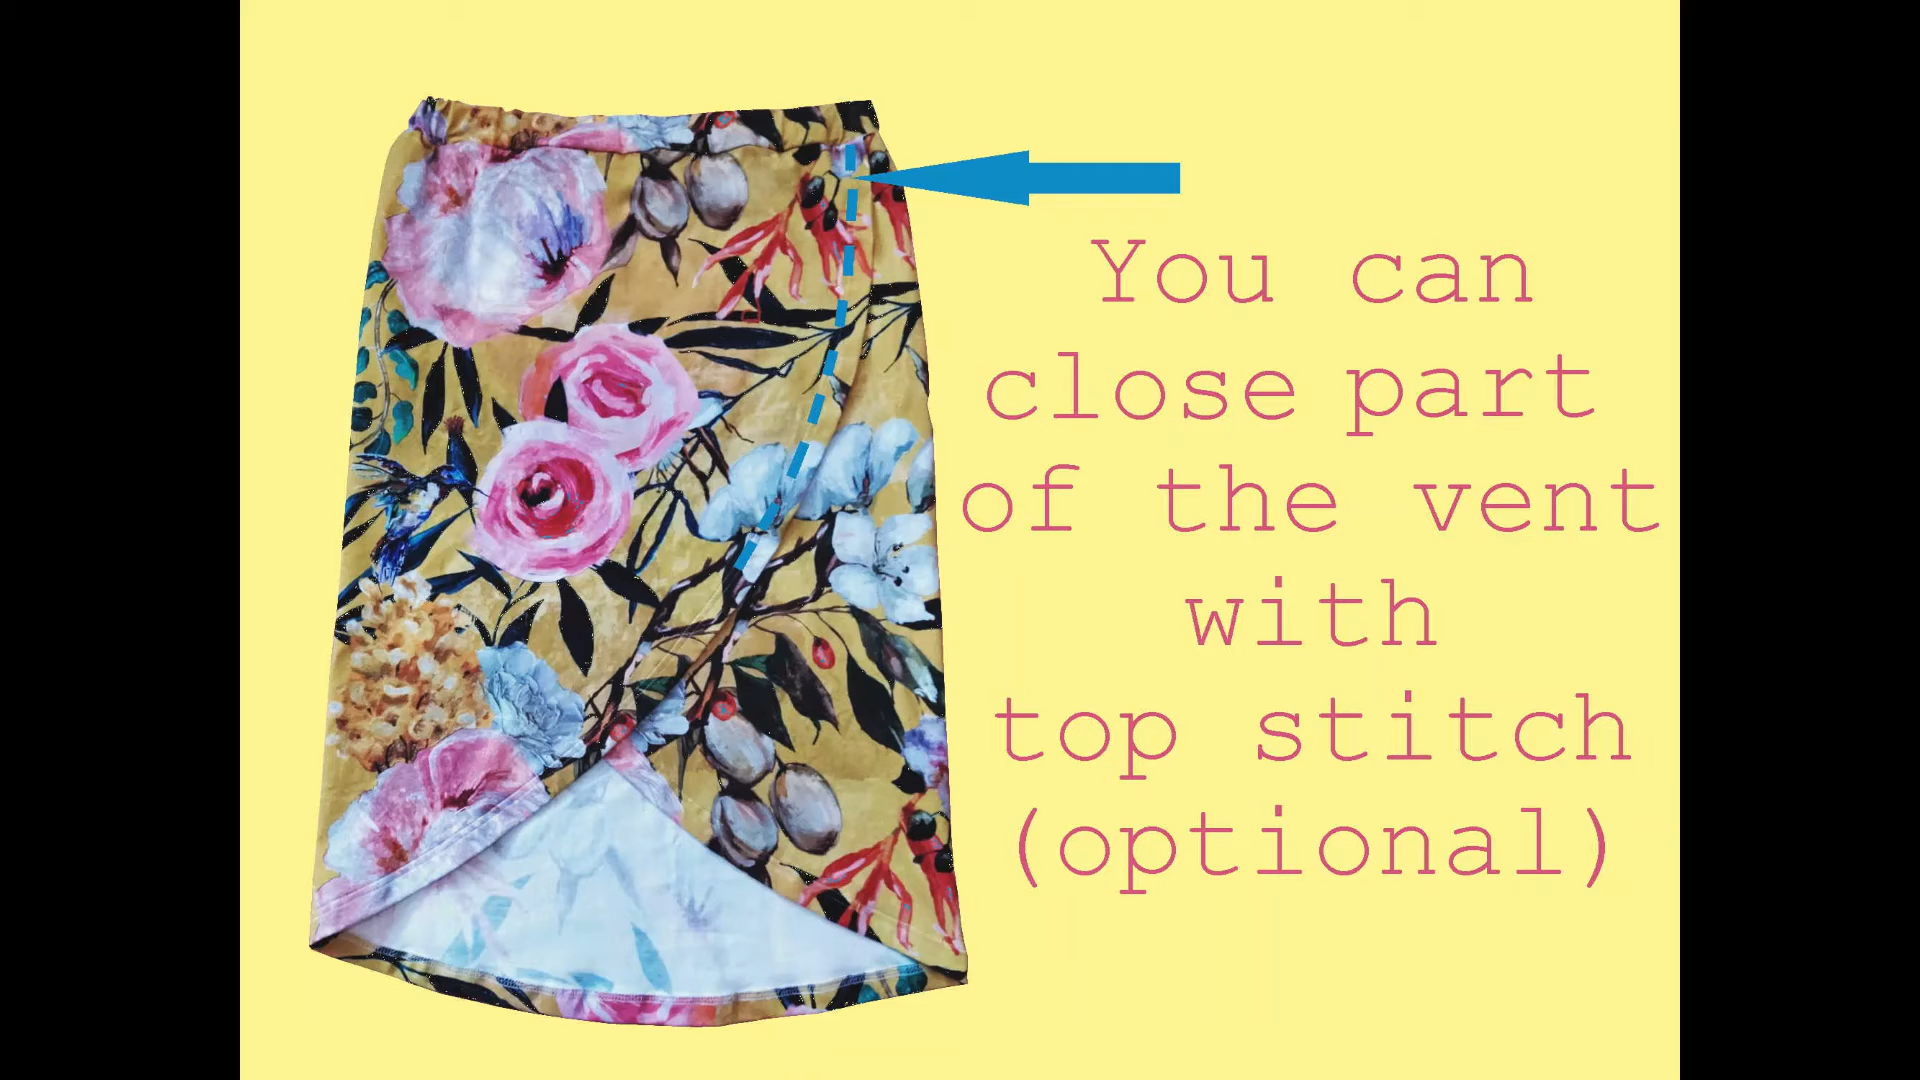 You can
close part
of the vent
with
top stitch
(optional)